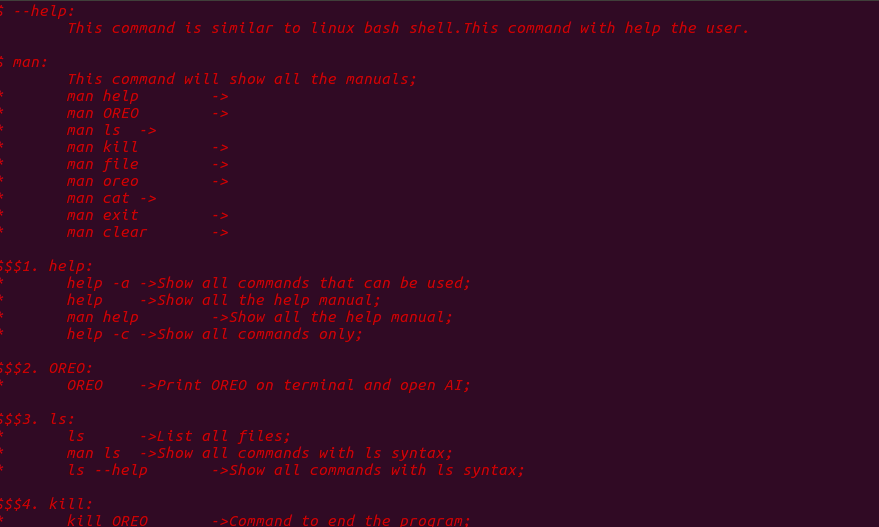 $ --help:
This command is similar to linux bash shell.This command with help the user.
$ man:
This command will show all the manuals;
* man help ->
* man OREO ->
* man ls ->
* man kill ->
* man file ->
* man oreo ->
* man cat ->
* man exit ->
* man clear ->
$$$1. help:
* help -a ->Show all commands that can be used;
* help ->Show all the help manual;
* man help ->Show all the help manual;
* help -c ->Show all commands only;
$$$2. OREO:
* OREO ->Print OREO on terminal and open AI;
$$$3. ls:
* ls ->List all files;
* man ls ->Show all commands with ls syntax;
* ls --help ->Show all commands with ls syntax;
$$$4. kill:
* kill OREO ->Command to end the program;